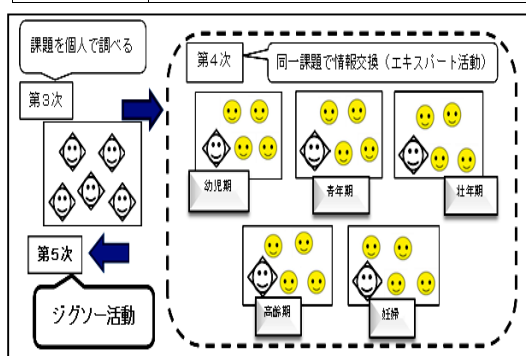 課題を個人で調べる
第3次
第4次
同一課題で情報交換（エキスパート活動）
幼児期
青年期
壮年期
高齢期
妊婦
第5次
ジグソー活動